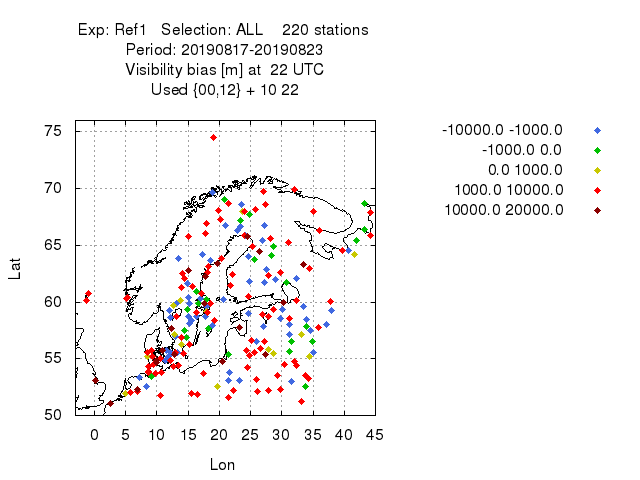 Exp: Ref1   Selection: ALL    220 stations
Period: 20190817-20190823
Visibility bias [m] at  22 UTC
Used {00,12} + 10 22
-10000.0 -1000.0
-1000.0 0.0
0.0 1000.0
1000.0 10000.0
10000.0 20000.0
Lat
75
70
65
60
55
50
0 5 10 15 20 25 30 35 40 45
Lon